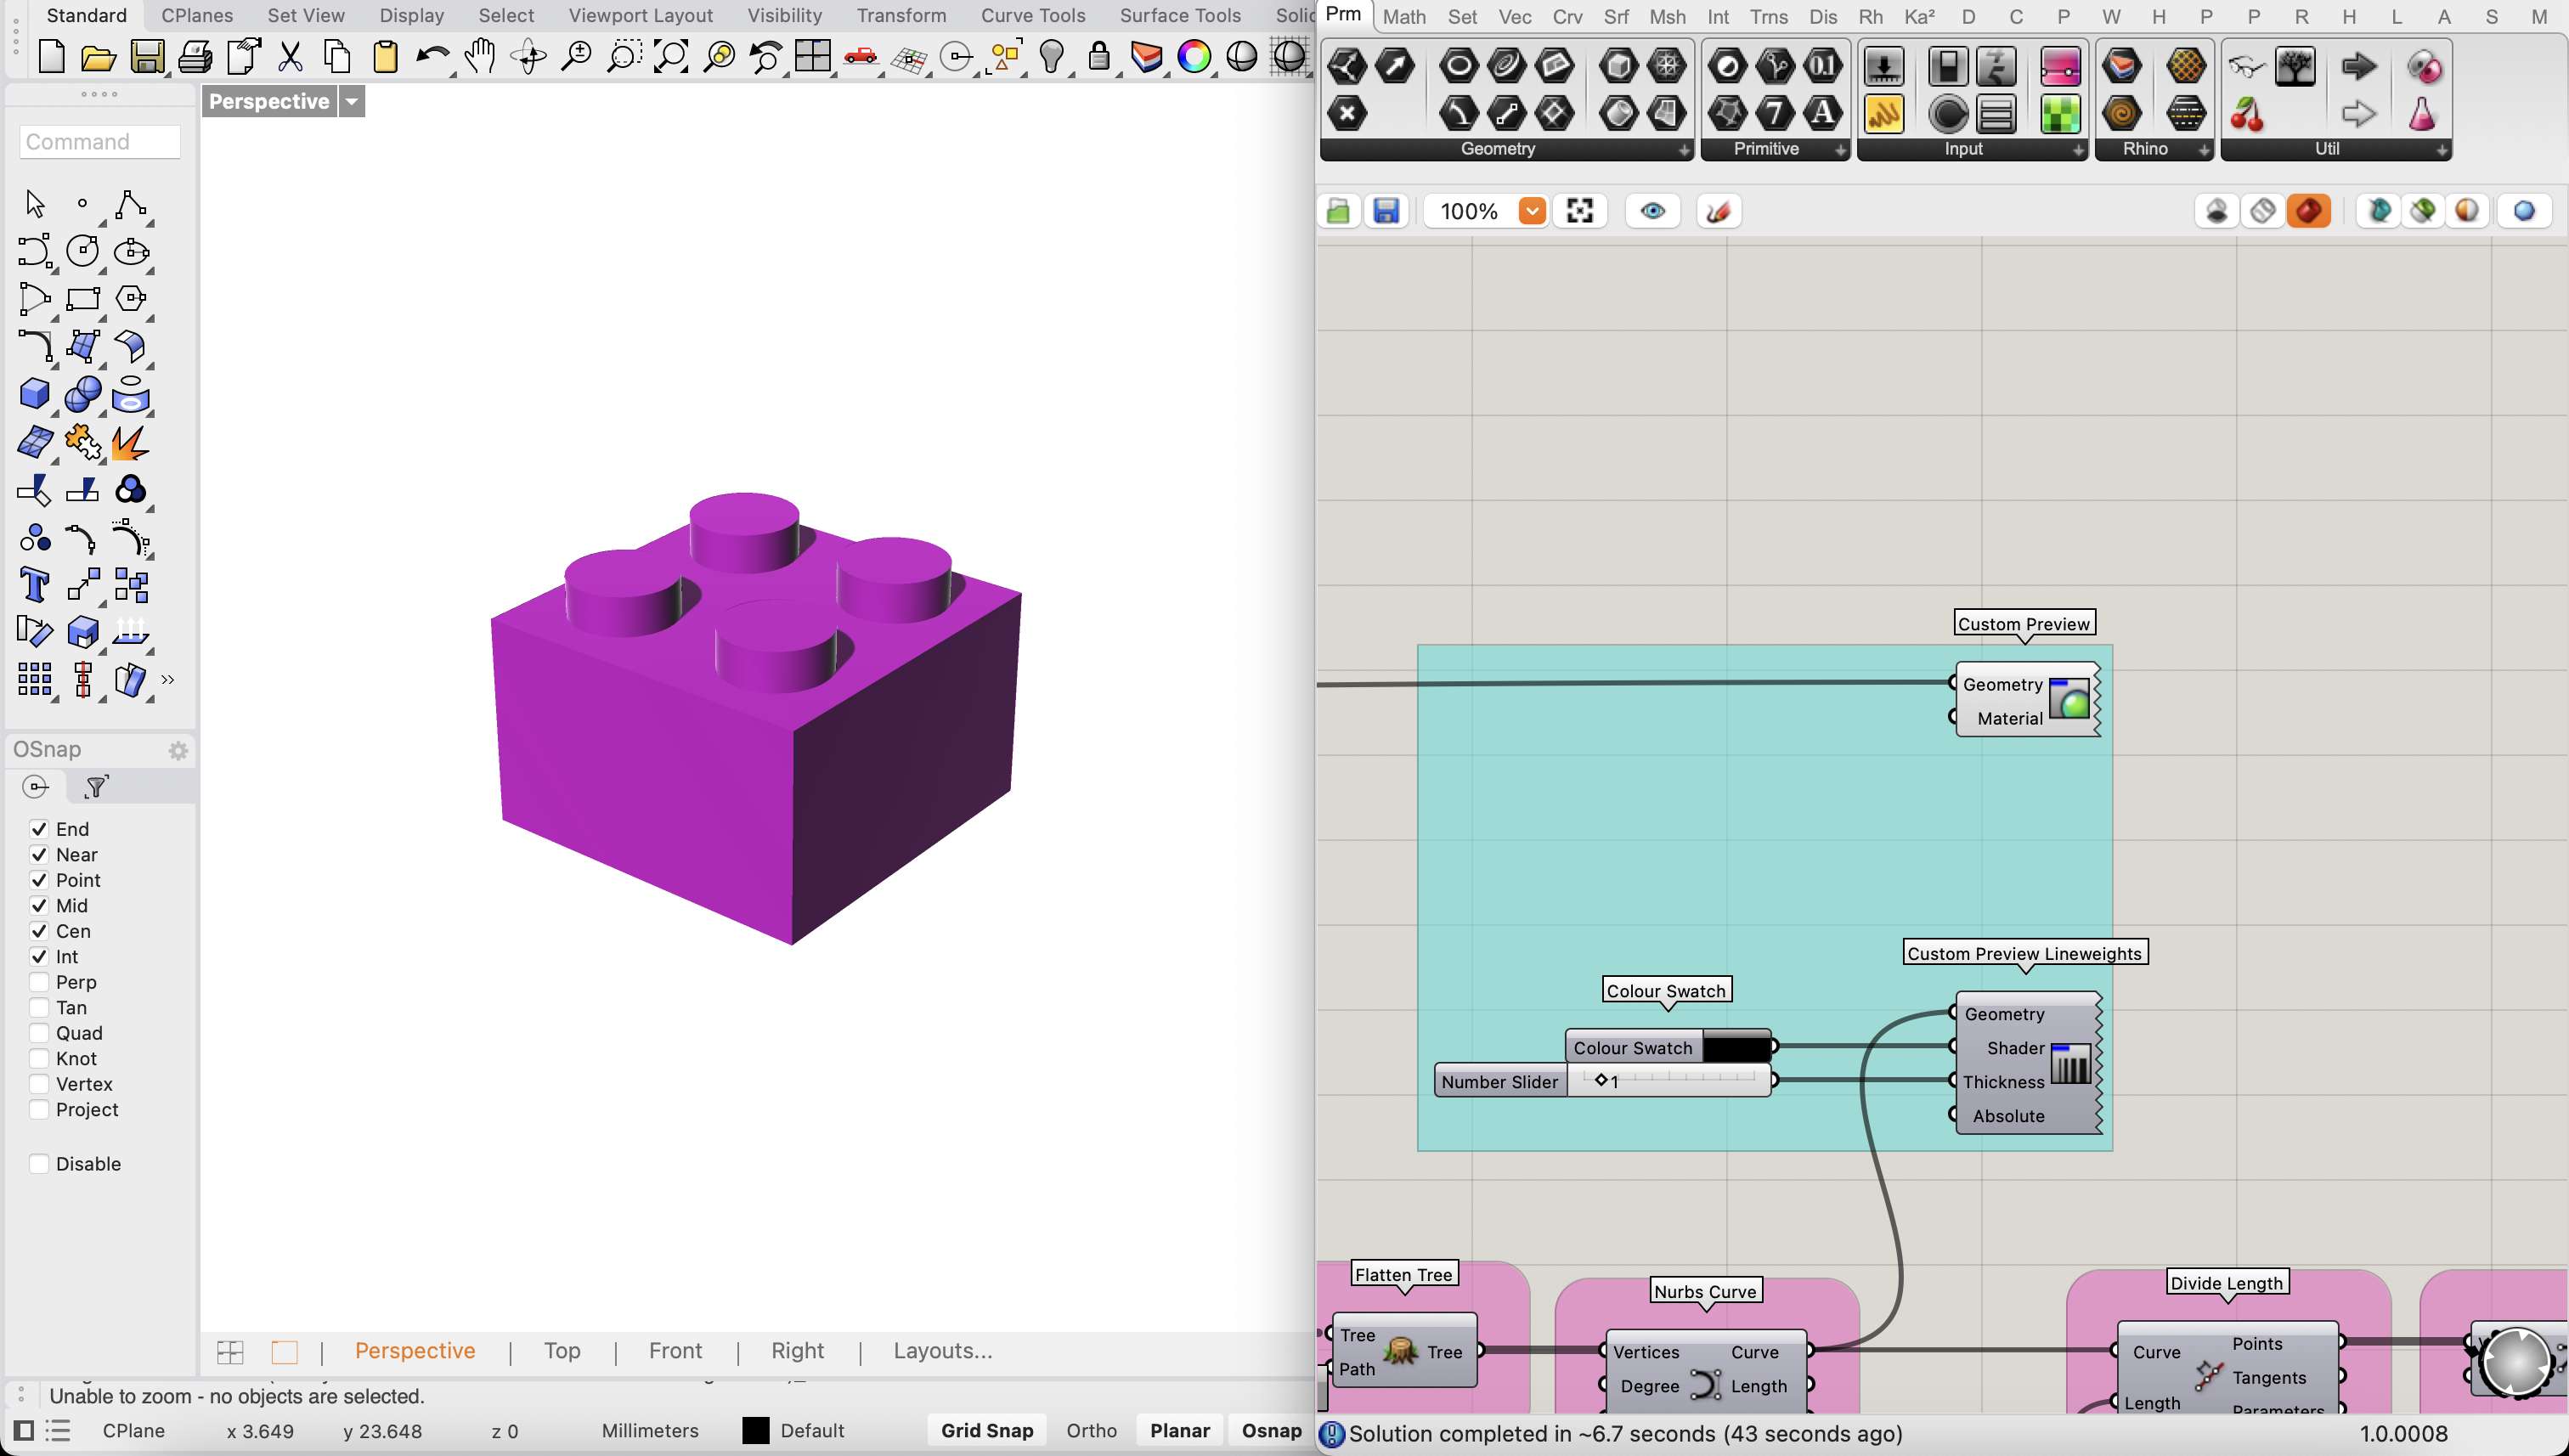 Standard CPlanes Set View Display Select Viewport Layout Visibility Transform Curve Tools Surface Tools
Perspective
Command
OSnap
End
Near
Point
Mid
Cen
Int
Perp
Tan
Quad
Knot
Vertex
Project
Disable
Perspective | Top | Front | Right | Layouts...
Unable to zoom - no objects are selected.
CPlane x 3.649 y 23.648 z 0 Millimeters Default Grid Snap Ortho Planar Osnap
Prm Math Set Vec Crv Srf Msh Int Trns Dis Rh Ka² D C P W H P P R H L A S M
Geometry Primitive Input Rhino Util
100%
Custom Preview
Geometry
Material
Custom Preview Lineweights
Colour Swatch
Geometry
Colour Swatch
Shader
Number Slider 1
Thickness
Absolute
Flatten Tree
Nurbs Curve
Divide Length
Tree
Path
Tree
Vertices
Degree
Curve
Length
Curve
Length
Points
Tangents
Parameters
Solution completed in ~6.7 seconds (43 seconds ago)
1.0.0008